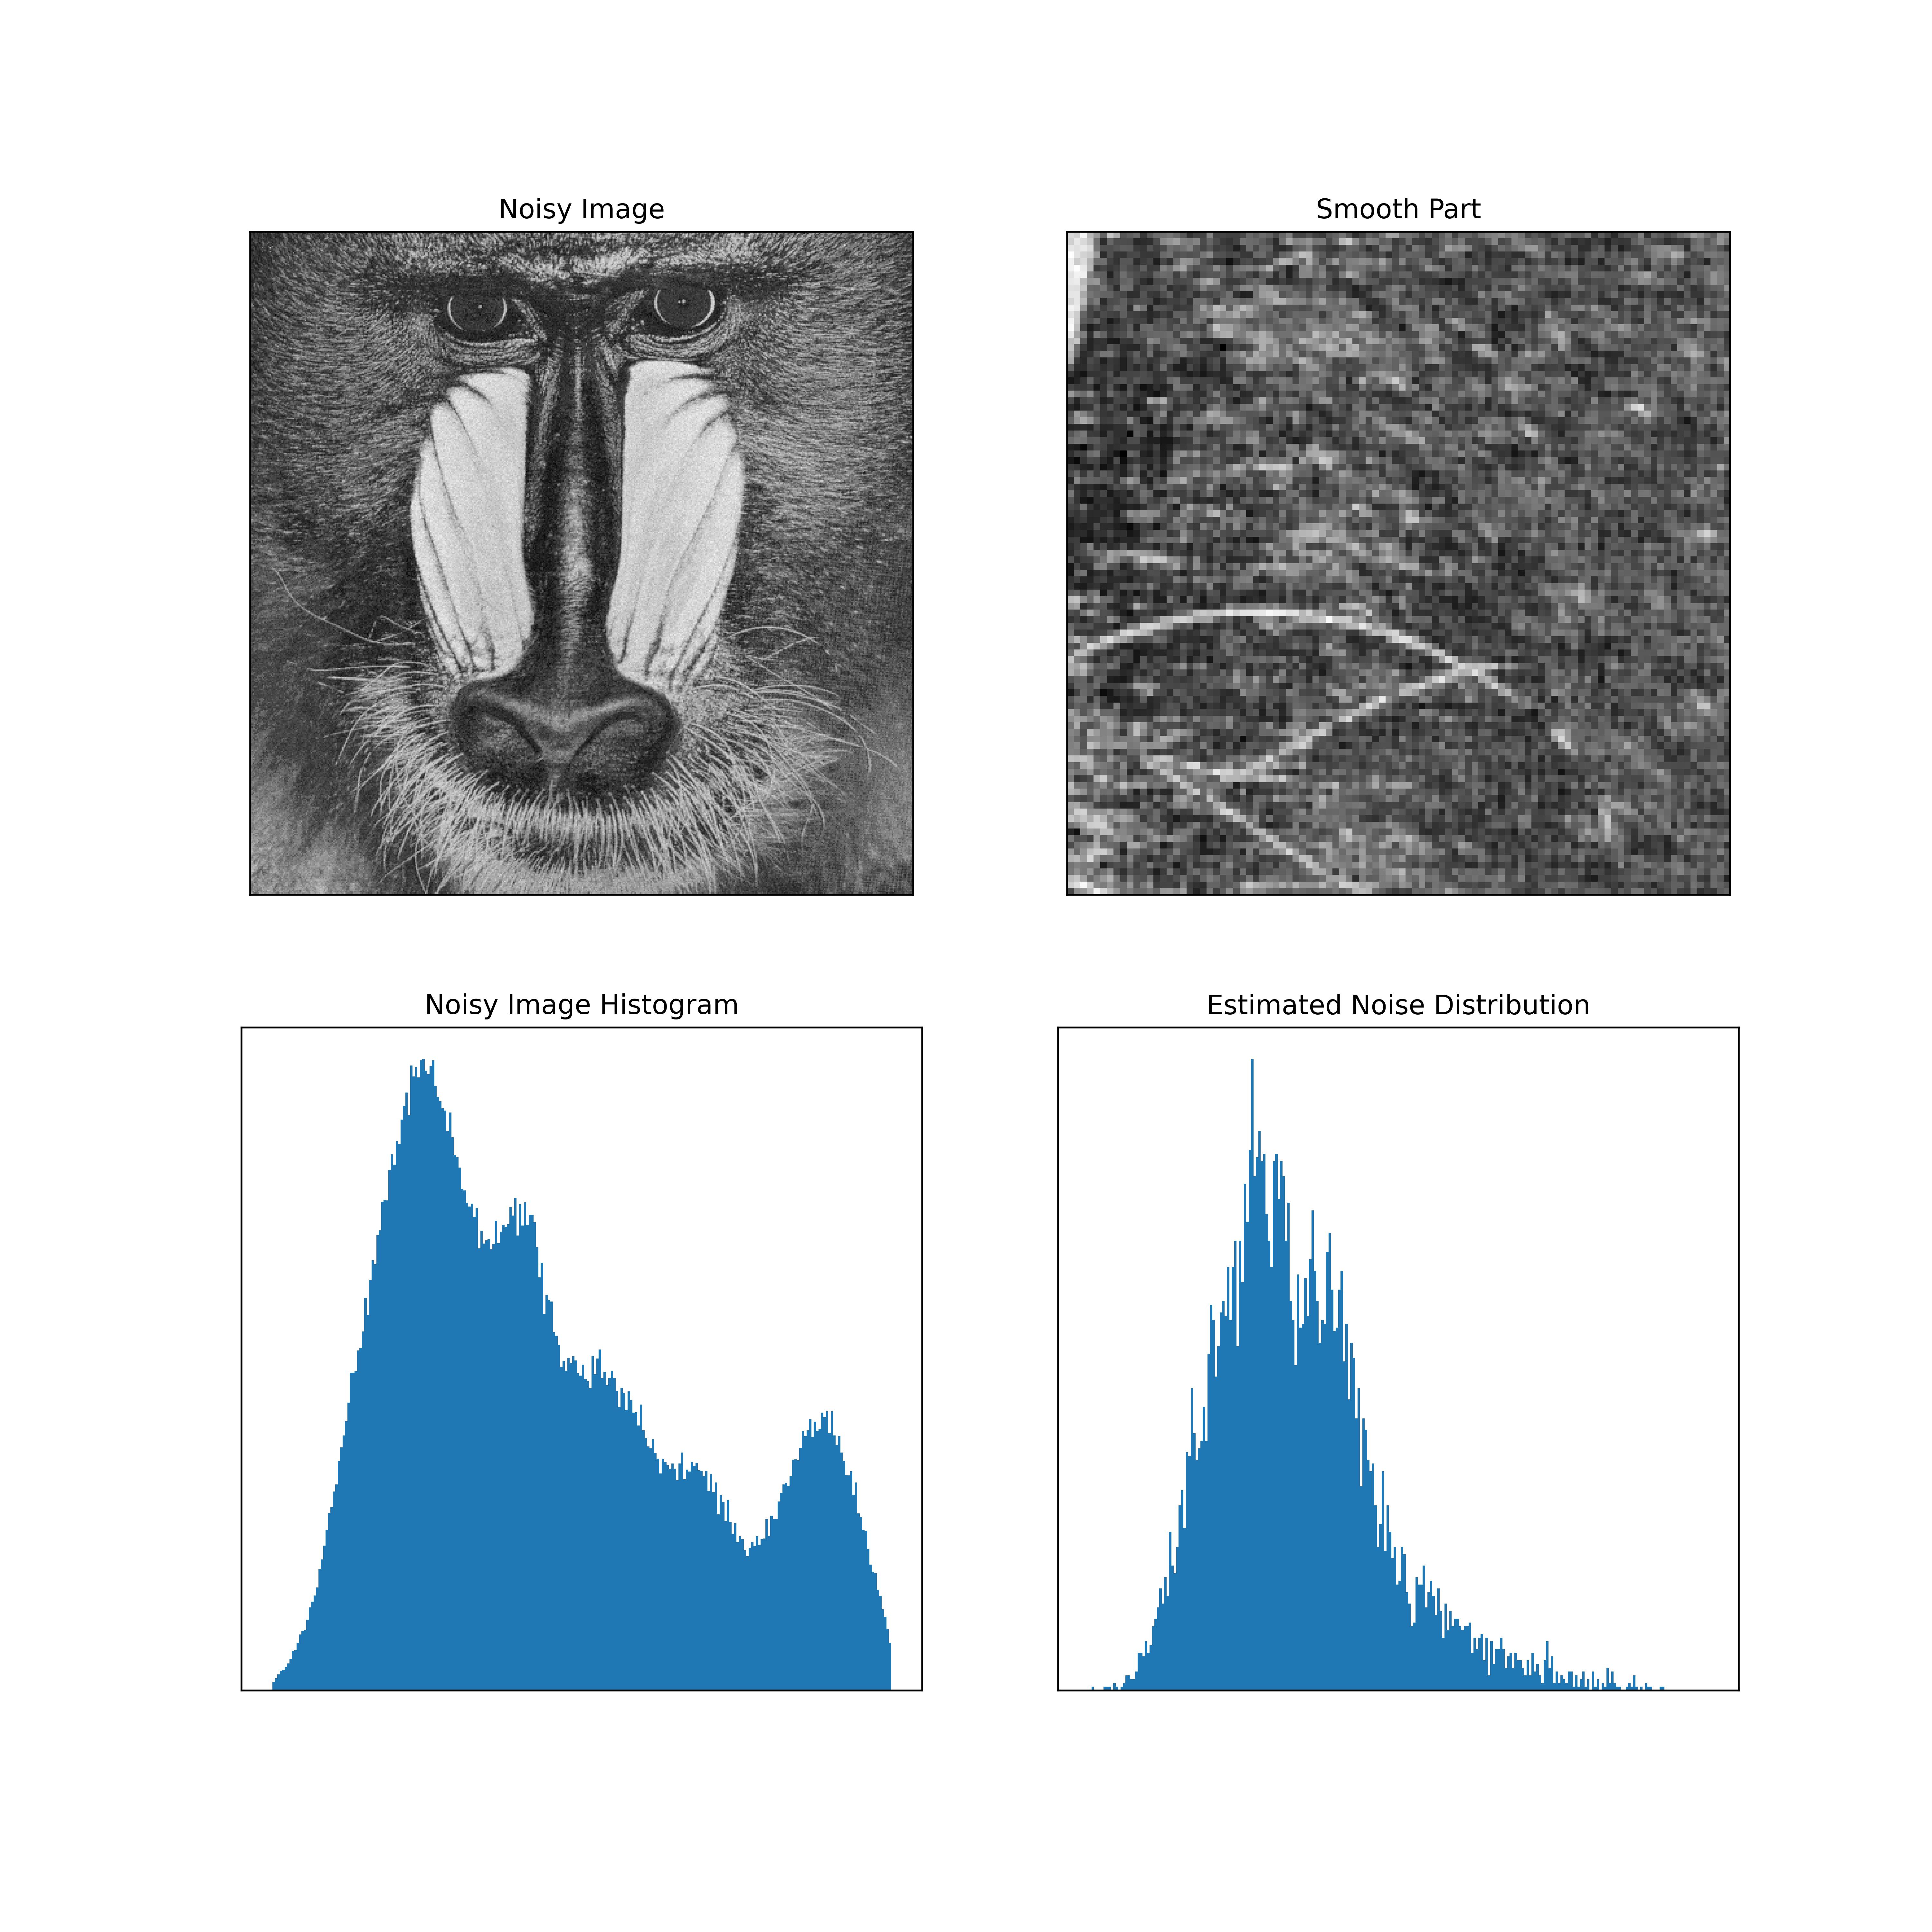 Noisy Image
Smooth Part
Noisy Image Histogram
Estimated Noise Distribution